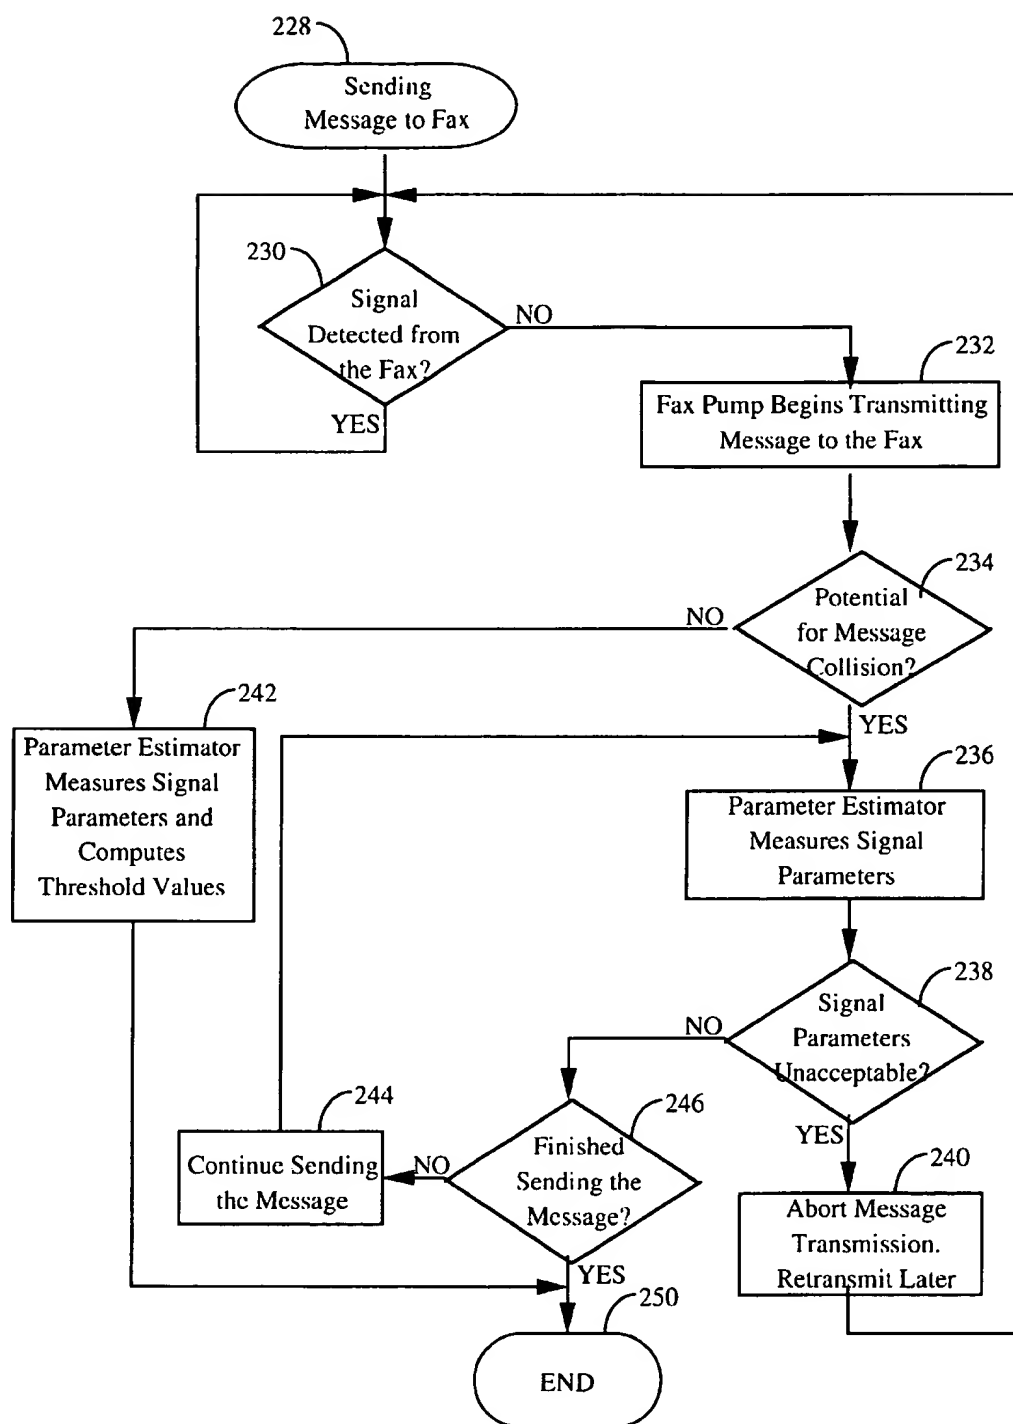 228
Sending
Message to Fax
230
Signal
Detected from
the Fax?
NO
YES
232
Fax Pump Begins Transmitting
Message to the Fax
234
Potential
for Message
Collision?
NO
YES
242
Parameter Estimator
Measures Signal
Parameters and
Computes
Threshold Values
236
Parameter Estimator
Measures Signal
Parameters
238
Signal
Parameters
Unacceptable?
NO
YES
244
Continue Sending
the Message
246
Finished
Sending the
Message?
NO
YES
240
Abort Message
Transmission.
Retransmit Later
250
END